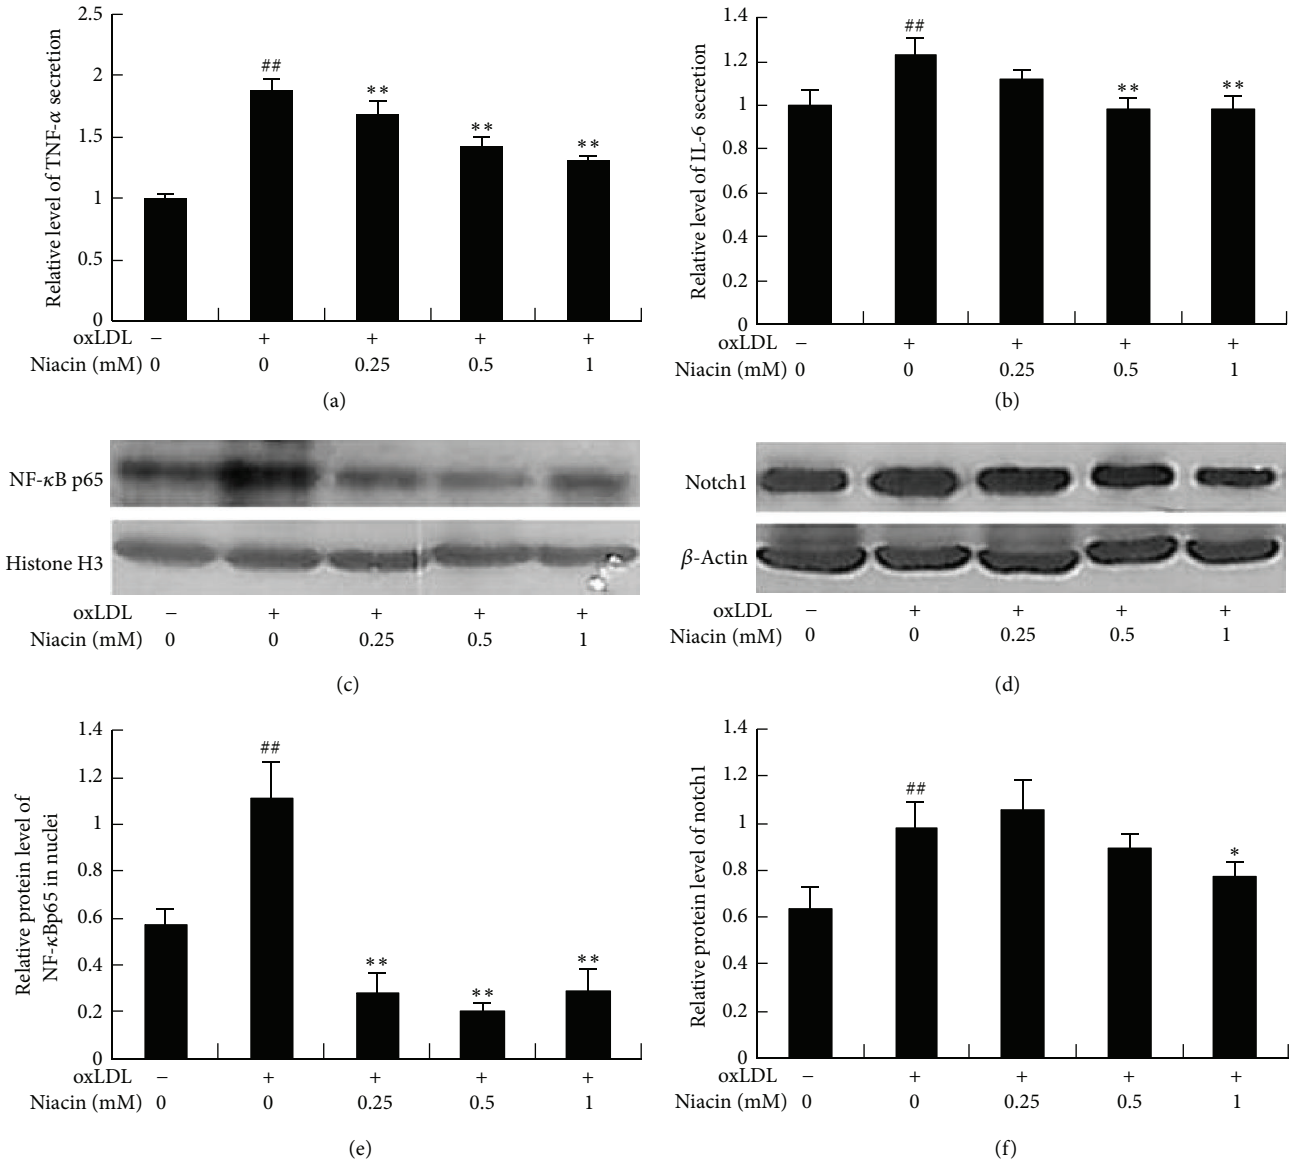 2.5
2
1.5
1
0.5
0
Relative level of TNF-α secretion
##
**
**
**
oxLDL − + + + +
Niacin (mM) 0 0 0.25 0.5 1
(a)
1.4
1.2
1
0.8
0.6
0.4
0.2
0
Relative level of IL-6 secretion
##
**
**
oxLDL − + + + +
Niacin (mM) 0 0 0.25 0.5 1
(b)
NF-κB p65
Histone H3
oxLDL − + + + +
Niacin (mM) 0 0 0.25 0.5 1
(c)
Notch1
β-Actin
oxLDL − + + + +
Niacin (mM) 0 0 0.25 0.5 1
(d)
1.4
1.2
1
0.8
0.6
0.4
0.2
0
Relative protein level of
NF-κBp65 in nuclei
##
**
**
**
oxLDL − + + + +
Niacin (mM) 0 0 0.25 0.5 1
(e)
1.4
1.2
1
0.8
0.6
0.4
0.2
0
Relative protein level of notch1
##
*
oxLDL − + + + +
Niacin (mM) 0 0 0.25 0.5 1
(f)